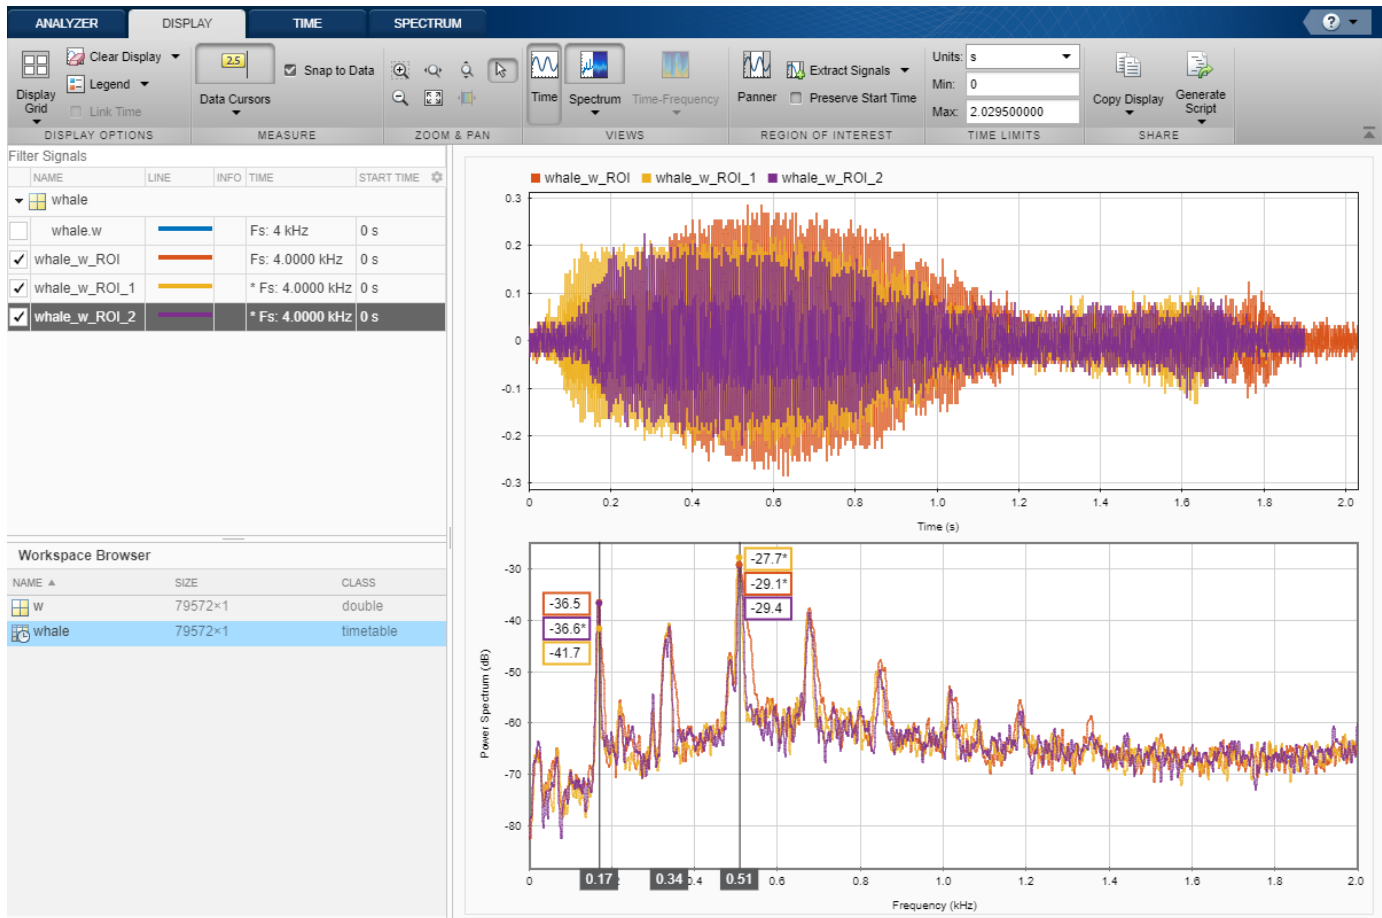 ANALYZER DISPLAY TIME SPECTRUM ?
Clear Display
Legend
Link Time
Display
Grid
DISPLAY OPTIONS
2.5
Snap to Data
Data Cursors
MEASURE
ZOOM & PAN
Time
Spectrum
Time-Frequency
VIEWS
Panner
Extract Signals
Preserve Start Time
REGION OF INTEREST
Units: s
Min: 0
Max: 2.029500000
TIME LIMITS
Copy Display
Generate
Script
SHARE
Filter Signals
NAME LINE INFO TIME START TIME
whale
whale.w Fs: 4 kHz 0 s
whale_w_ROI Fs: 4.0000 kHz 0 s
whale_w_ROI_1 * Fs: 4.0000 kHz 0 s
whale_w_ROI_2 * Fs: 4.0000 kHz 0 s
Workspace Browser
NAME SIZE CLASS
w 79572×1 double
whale 79572×1 timetable
whale_w_ROI whale_w_ROI_1 whale_w_ROI_2
0.3
0.2
0.1
0
-0.1
-0.2
-0.3
0 0.2 0.4 0.6 0.8 1.0 1.2 1.4 1.6 1.8 2.0
Time (s)
-27.7*
-29.1*
-29.4
-36.5
-36.6*
-41.7
Power Spectrum (dB)
-30
-40
-50
-60
-70
-80
0 0.17 0.34 0.4 0.51 0.6 0.8 1.0 1.2 1.4 1.6 1.8 2.0
Frequency (kHz)